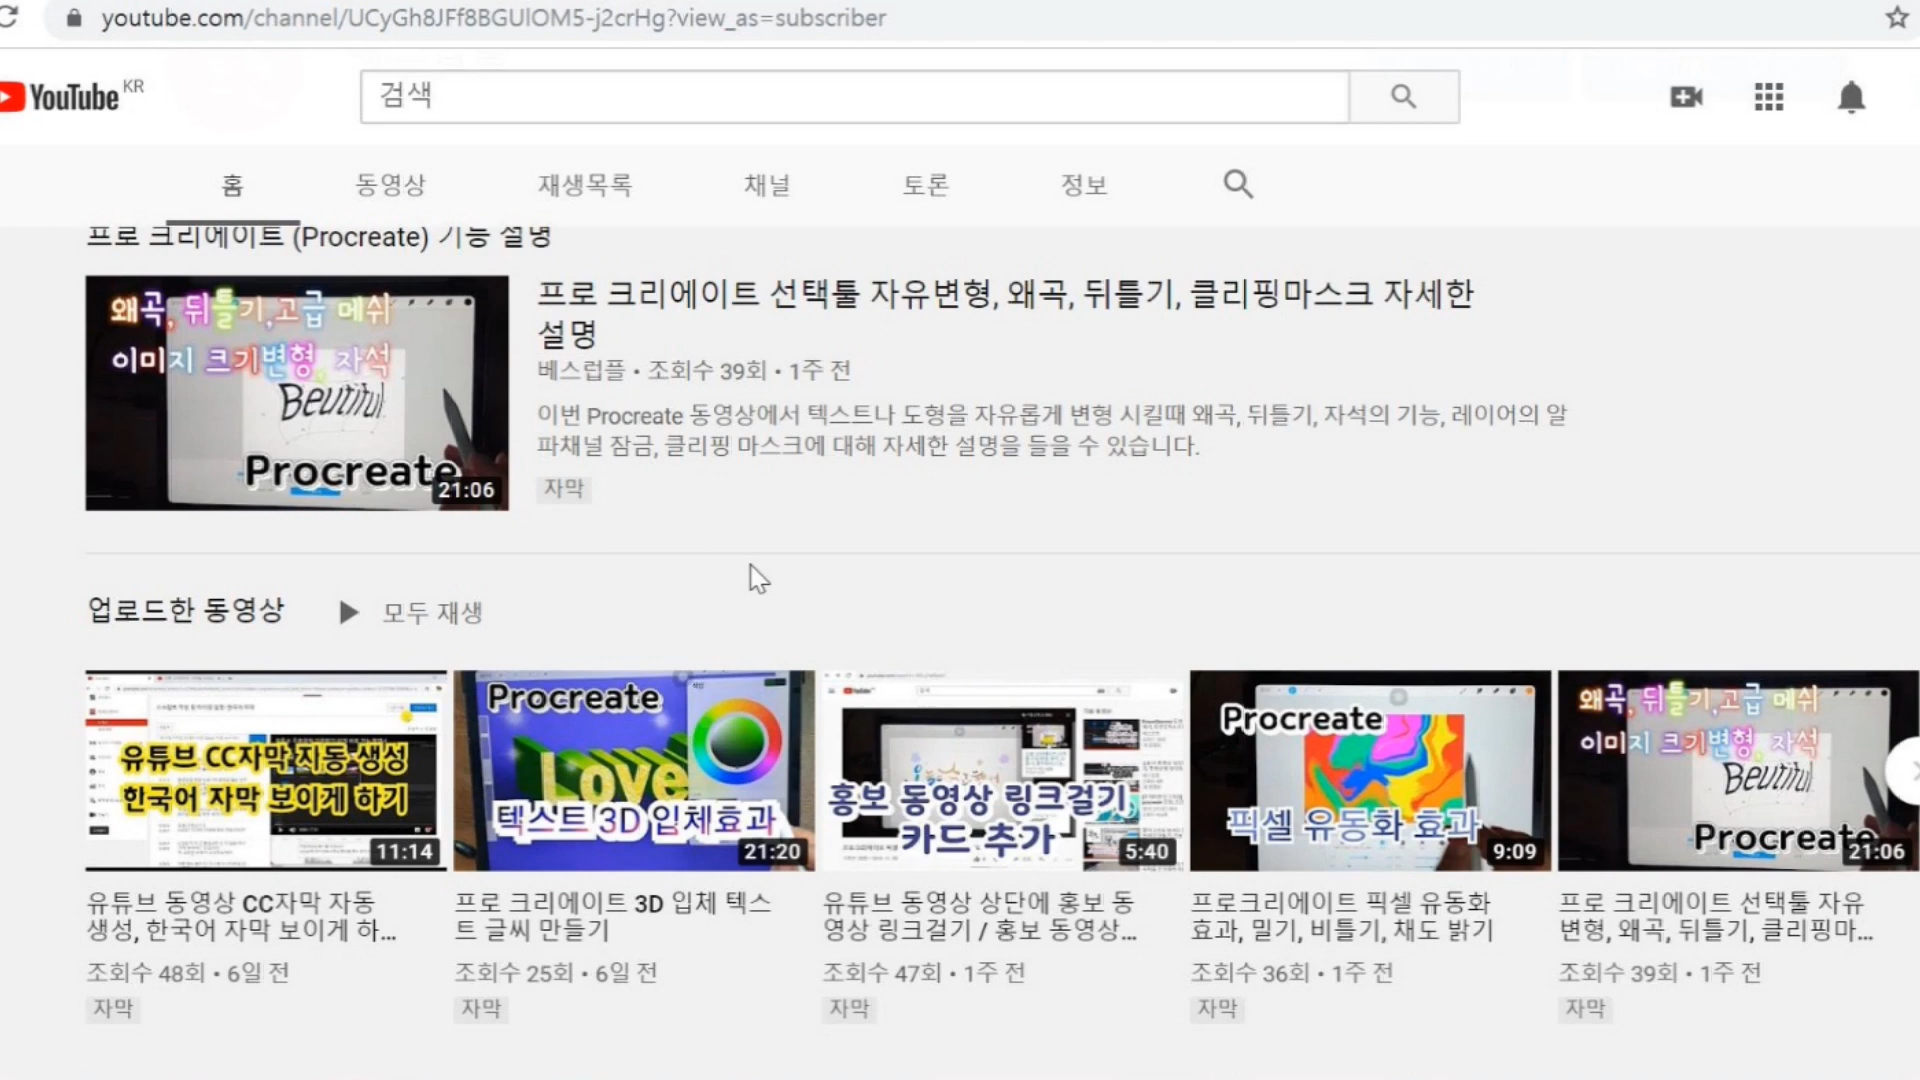 youtube.com/channel/UCyGh8JFf8BGUlOM5-j2crHg?view_as=subscriber
YouTube KR
검색
홈 동영상 재생목록 채널 토론 정보
프로 크리에이트 (Procreate) 기능 설명
왜곡, 뒤틀기,고급 메쉬
이미지 크기변형, 자석
Beutiful
Procreate
21:06
프로 크리에이트 선택툴 자유변형, 왜곡, 뒤틀기, 클리핑마스크 자세한
설명
베스럽플 • 조회수 39회 • 1주 전
이번 Procreate 동영상에서 텍스트나 도형을 자유롭게 변형 시킬때 왜곡, 뒤틀기, 자석의 기능, 레이어의 알
파채널 잠금, 클리핑 마스크에 대해 자세한 설명을 들을 수 있습니다.
자막
업로드한 동영상 모두 재생
유튜브 CC자막 자동 생성
한국어 자막 보이게 하기
11:14
Procreate
Love
텍스트 3D 입체효과
21:20
홍보 동영상 링크걸기,
카드 추가
5:40
Procreate
픽셀 유동화 효과
9:09
왜곡, 뒤틀기,고급 메쉬
이미지 크기변형, 자석
Beutiful
Procreate
21:06
유튜브 동영상 CC자막 자동
생성, 한국어 자막 보이게 하...
조회수 48회 • 6일 전
자막
프로 크리에이트 3D 입체 텍스
트 글씨 만들기
조회수 25회 • 6일 전
자막
유튜브 동영상 상단에 홍보 동
영상 링크걸기 / 홍보 동영상...
조회수 47회 • 1주 전
자막
프로크리에이트 픽셀 유동화
효과, 밀기, 비틀기, 채도 밝기
조회수 36회 • 1주 전
자막
프로 크리에이트 선택툴 자유
변형, 왜곡, 뒤틀기, 클리핑마...
조회수 39회 • 1주 전
자막